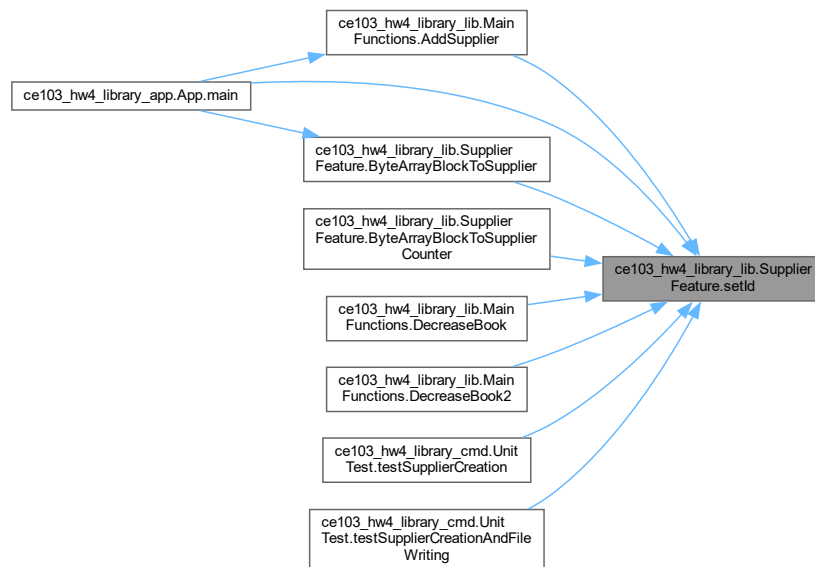 ce103_hw4_library_lib.Main
Functions.AddSupplier
ce103_hw4_library_app.App.main
ce103_hw4_library_lib.Supplier
Feature.ByteArrayBlockToSupplier
ce103_hw4_library_lib.Supplier
Feature.ByteArrayBlockToSupplier
Counter
ce103_hw4_library_lib.Supplier
Feature.setId
ce103_hw4_library_lib.Main
Functions.DecreaseBook
ce103_hw4_library_lib.Main
Functions.DecreaseBook2
ce103_hw4_library_cmd.Unit
Test.testSupplierCreation
ce103_hw4_library_cmd.Unit
Test.testSupplierCreationAndFile
Writing